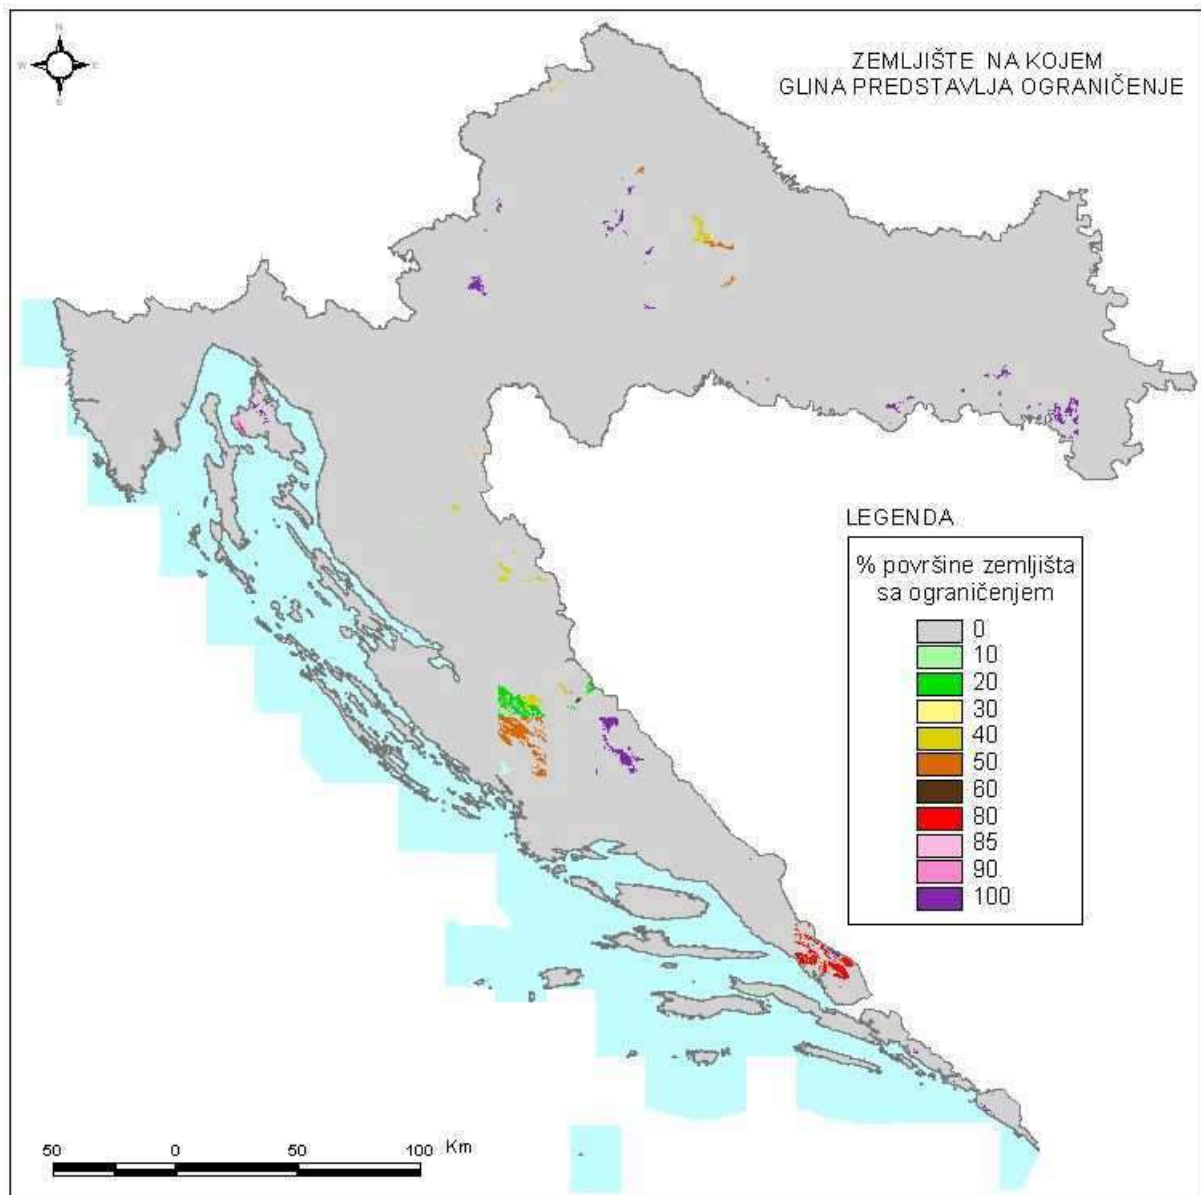 N
W
E
S
ZEMLJIŠTE NA KOJEM
GLINA PREDSTAVLJA OGRANIČENJE
LEGENDA
% površine zemljišta
sa ograničenjem
0
10
20
30
40
50
60
80
85
90
100
50 0 50 100 Km